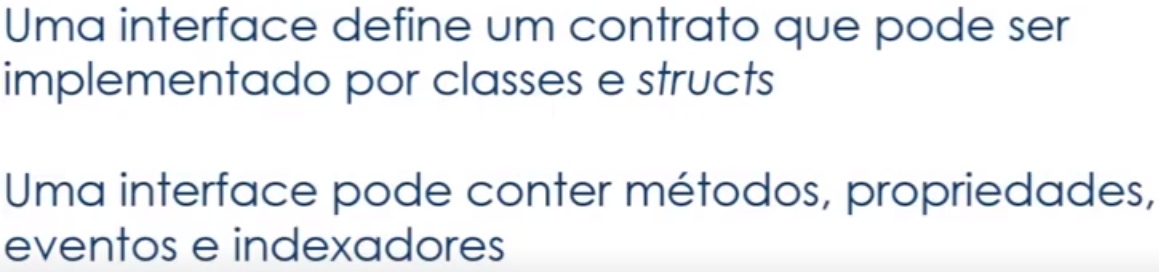 Uma interface define um contrato que pode ser
implementado por classes e structs
Uma interface pode conter métodos, propriedades,
eventos e indexadores